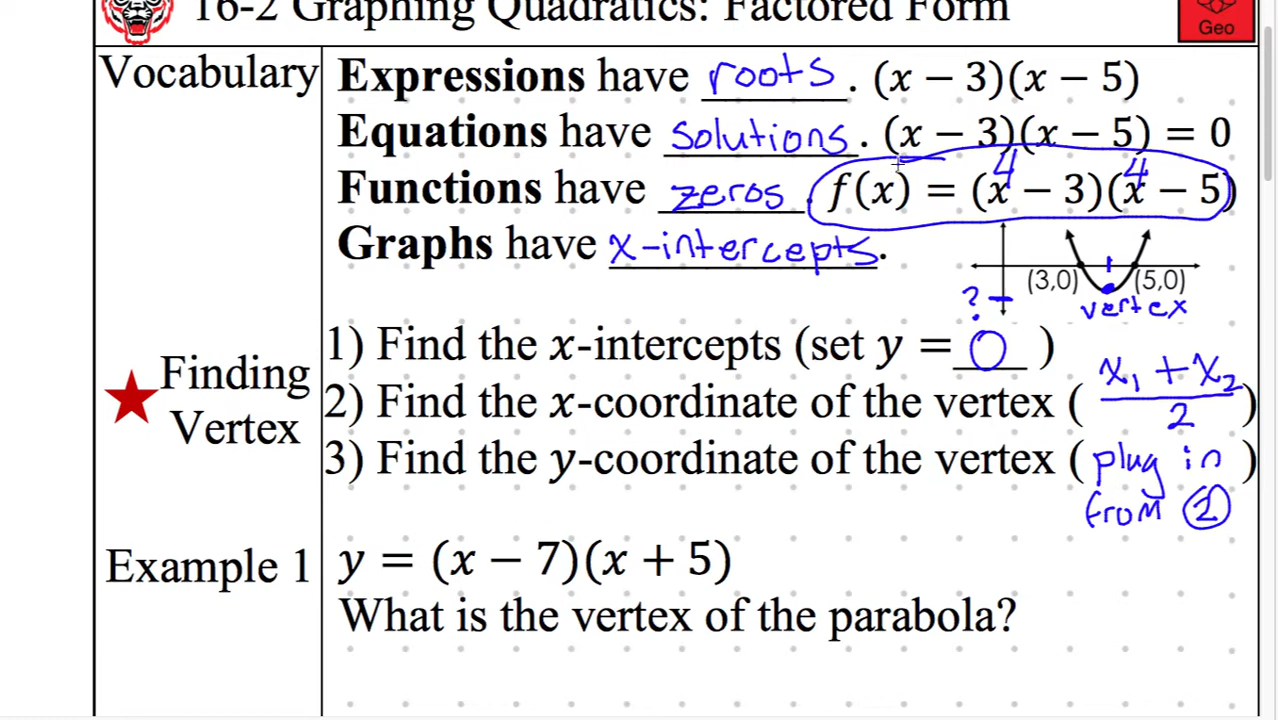 16-2 Graphing Quadratics: Factored Form
Geo
Vocabulary
Expressions have roots. (x − 3)(x − 5)
Equations have solutions. (x − 3)(x − 5) = 0
4 4
Functions have zeros. f(x) = (x − 3)(x − 5)
Graphs have x-intercepts.
(3,0) (5,0)
? vertex
Finding Vertex
1) Find the x-intercepts (set y = 0)
2) Find the x-coordinate of the vertex (x₁ + x₂ / 2)
3) Find the y-coordinate of the vertex (plug in from ②)
Example 1
y = (x − 7)(x + 5)
What is the vertex of the parabola?